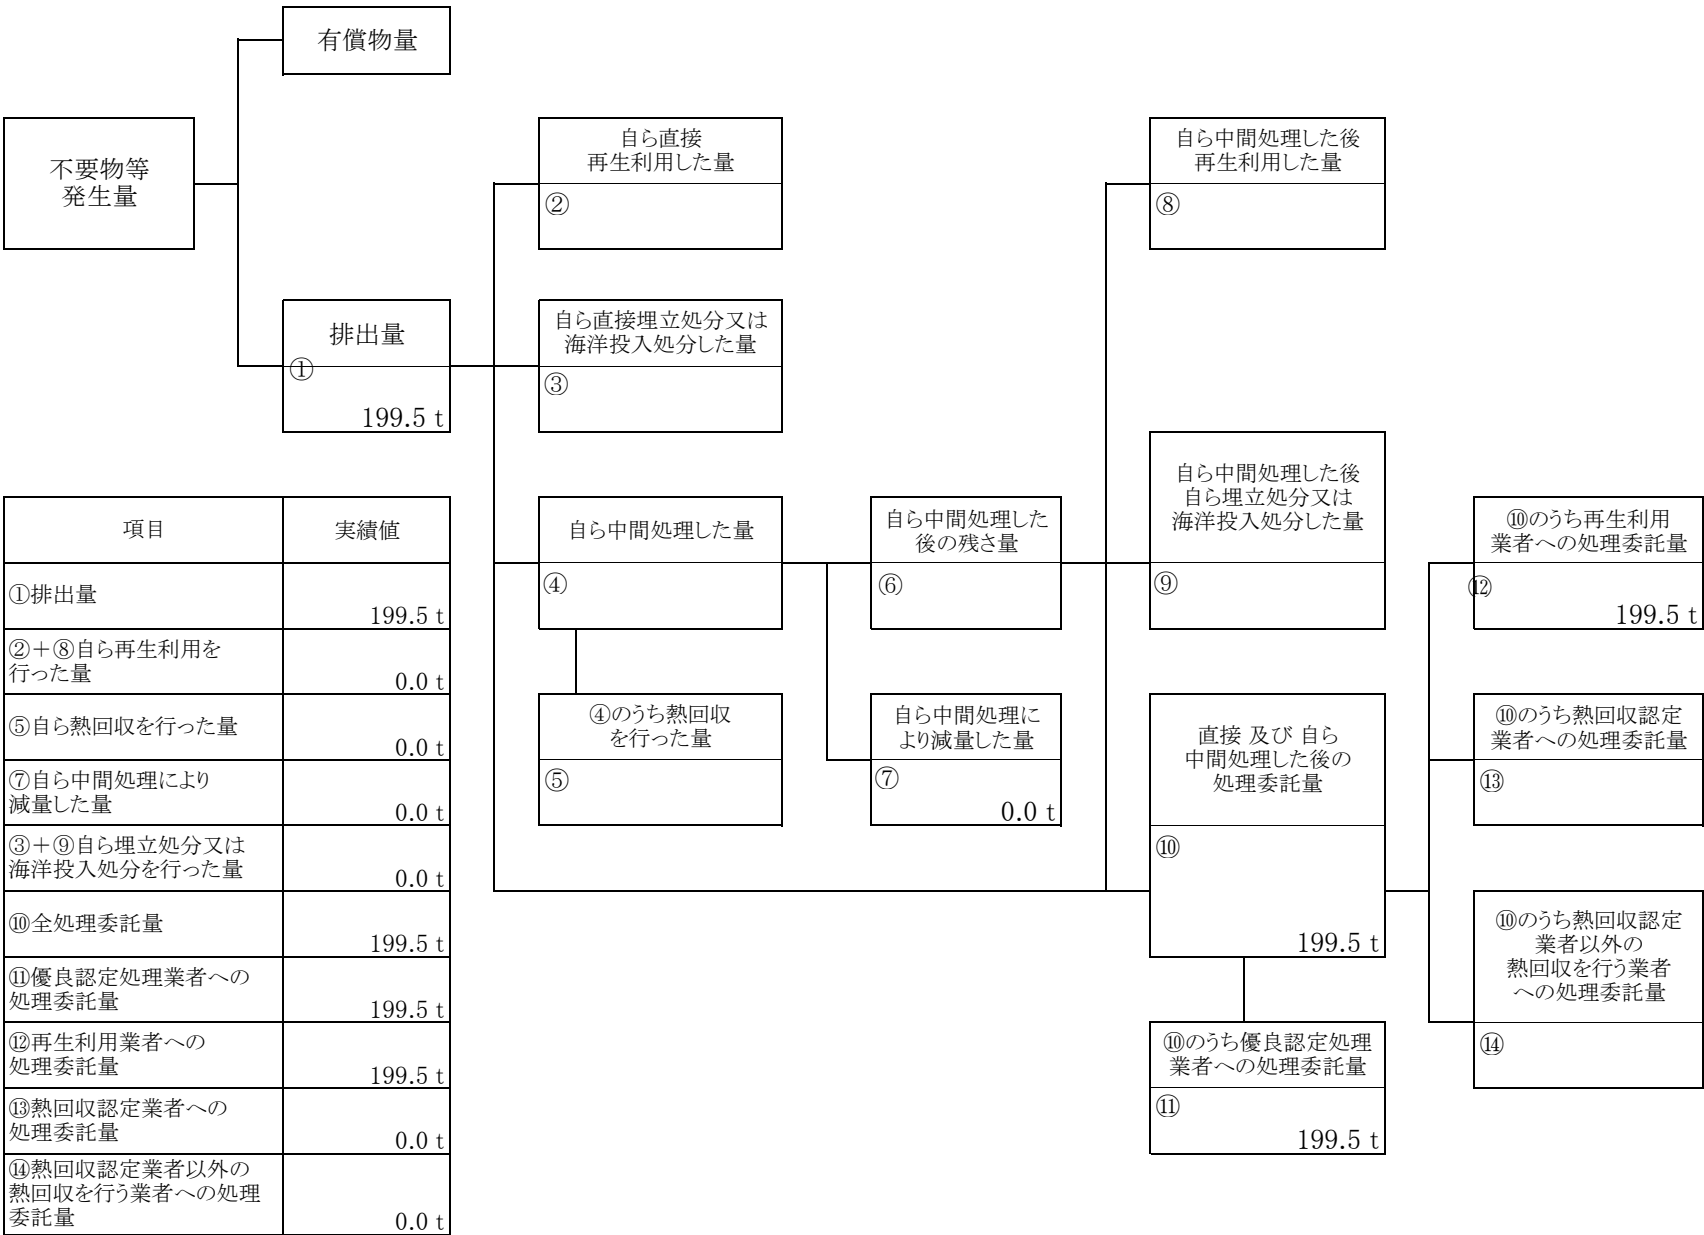 有償物量
不要物等
発生量
自ら直接
再生利用した量
②
自ら中間処理した後
再生利用した量
⑧
排出量
①
199.5 t
自ら直接埋立処分又は
海洋投入処分した量
③
自ら中間処理した量
④
自ら中間処理した
後の残さ量
⑥
自ら中間処理した後
自ら埋立処分又は
海洋投入処分した量
⑨
⑩のうち再生利用
業者への処理委託量
⑫
199.5 t
④のうち熱回収
を行った量
⑤
自ら中間処理に
より減量した量
⑦
0.0 t
直接 及び 自ら
中間処理した後の
処理委託量
⑩
199.5 t
⑩のうち熱回収認定
業者への処理委託量
⑬
⑩のうち熱回収認定
業者以外の
熱回収を行う業者
への処理委託量
⑭
⑩のうち優良認定処理
業者への処理委託量
⑪
199.5 t
項目 実績値
①排出量
199.5 t
②＋⑧自ら再生利用を
行った量
0.0 t
⑤自ら熱回収を行った量
0.0 t
⑦自ら中間処理により
減量した量
0.0 t
③＋⑨自ら埋立処分又は
海洋投入処分を行った量
0.0 t
⑩全処理委託量
199.5 t
⑪優良認定処理業者への
処理委託量
199.5 t
⑫再生利用業者への
処理委託量
199.5 t
⑬熱回収認定業者への
処理委託量
0.0 t
⑭熱回収認定業者以外の
熱回収を行う業者への処理
委託量
0.0 t